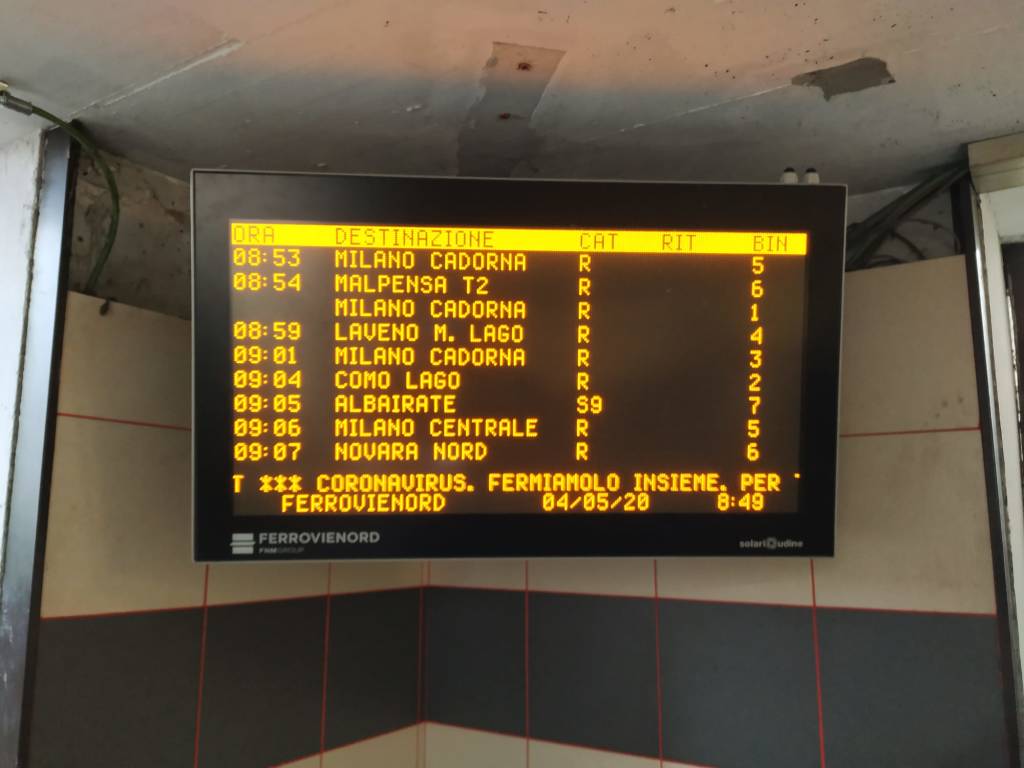 ORA DESTINAZIONE CAT RIT BIN
08:53 MILANO CADORNA R 5
08:54 MALPENSA T2 R 6
MILANO CADORNA R 1
08:59 LAVENO M. LAGO R 4
09:01 MILANO CADORNA R 3
09:04 COMO LAGO R 2
09:05 ALBAIRATE S9 7
09:06 MILANO CENTRALE R 5
09:07 NOVARA NORD R 6
T *** CORONAVIRUS. FERMIAMOLO INSIEME. PER
FERROVIENORD 04/05/20 8:49
FERROVIENORD
FNMGROUP
solari udine